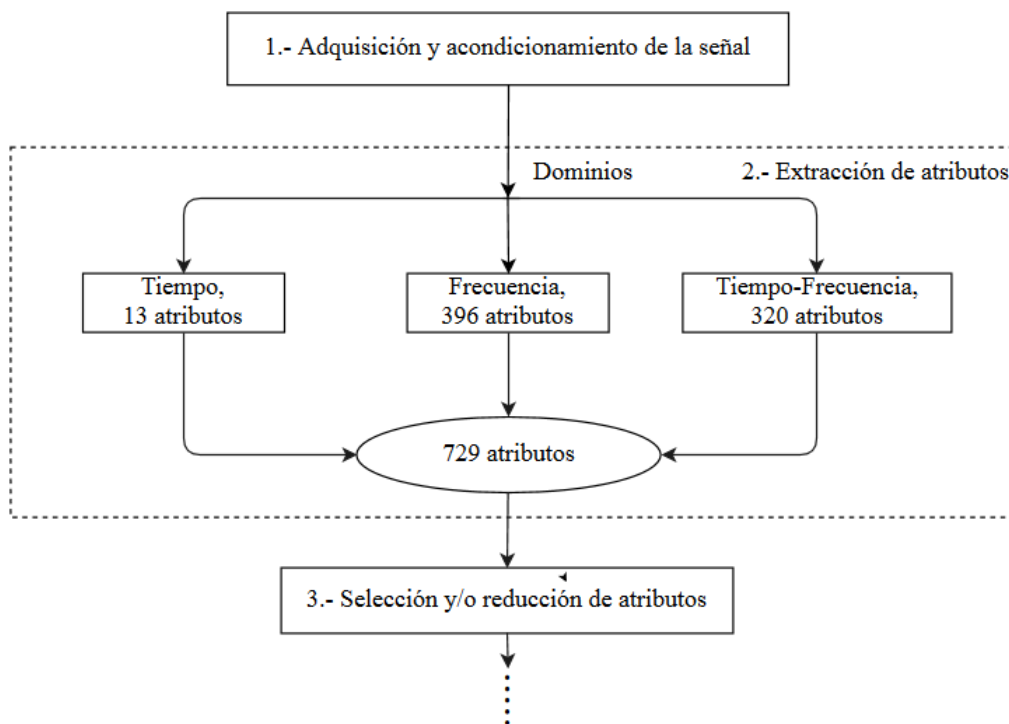 1.- Adquisición y acondicionamiento de la señal
Dominios
2.- Extracción de atributos
Tiempo,
13 atributos
Frecuencia,
396 atributos
Tiempo-Frecuencia,
320 atributos
729 atributos
3.- Selección y/o reducción de atributos